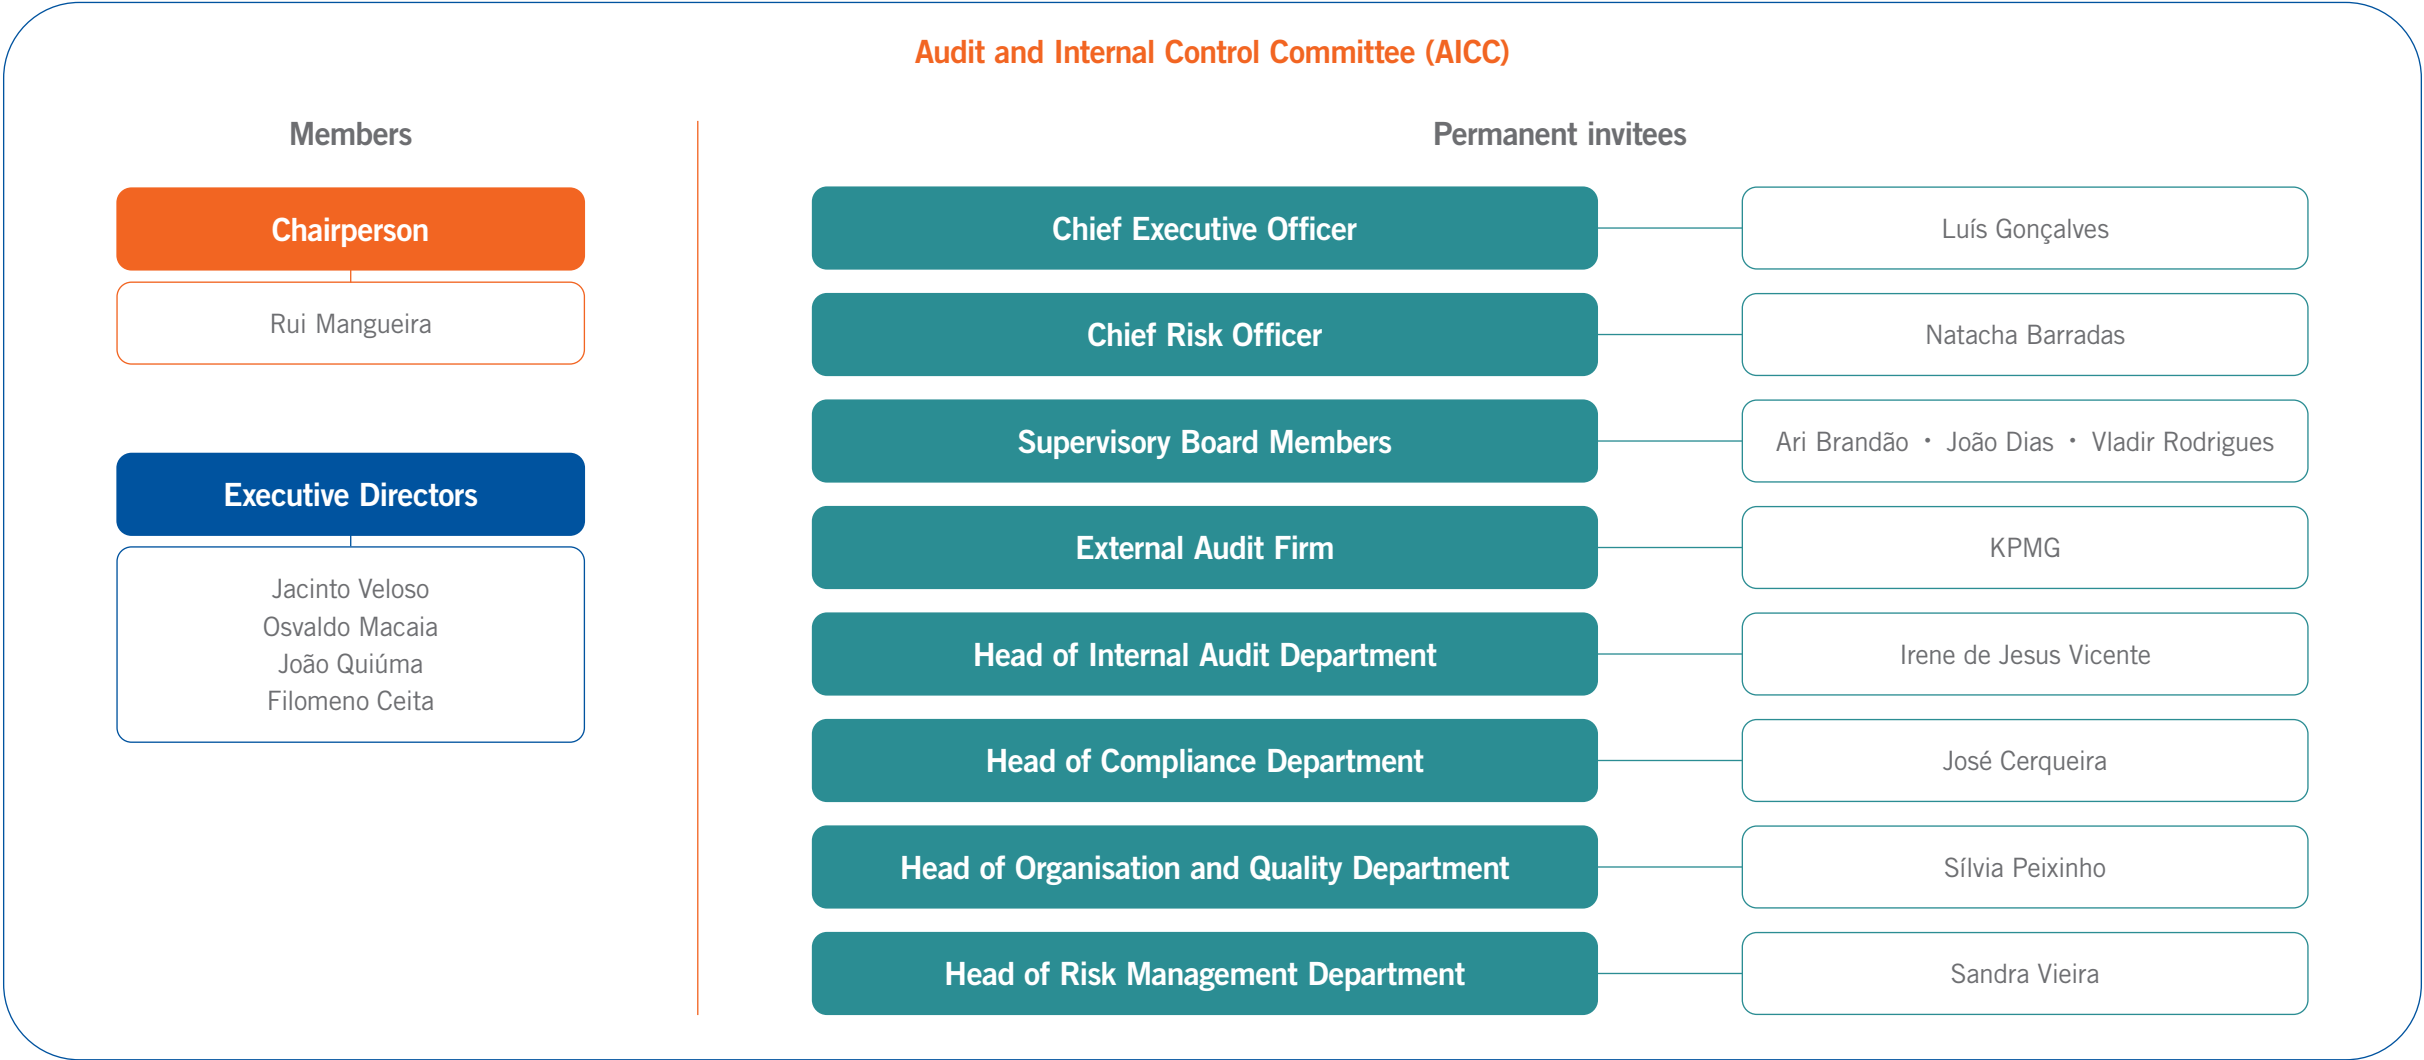 Audit and Internal Control Committee (AICC)
Members
Chairperson
Rui Mangueira
Executive Directors
Jacinto Veloso
Osvaldo Macaia
João Quiúma
Filomeno Ceita
Permanent invitees
Chief Executive Officer
Luís Gonçalves
Chief Risk Officer
Natacha Barradas
Supervisory Board Members
Ari Brandão • João Dias • Vladir Rodrigues
External Audit Firm
KPMG
Head of Internal Audit Department
Irene de Jesus Vicente
Head of Compliance Department
José Cerqueira
Head of Organisation and Quality Department
Sílvia Peixinho
Head of Risk Management Department
Sandra Vieira